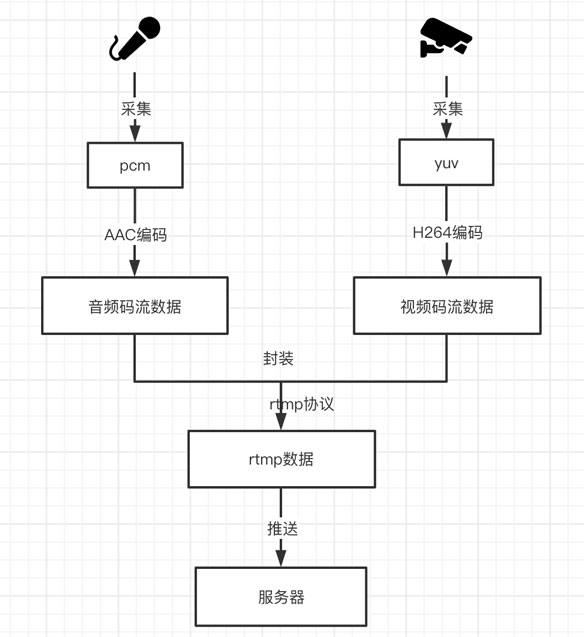 采集
采集
pcm
yuv
AAC编码
H264编码
音频码流数据
视频码流数据
封装
rtmp协议
rtmp数据
推送
服务器